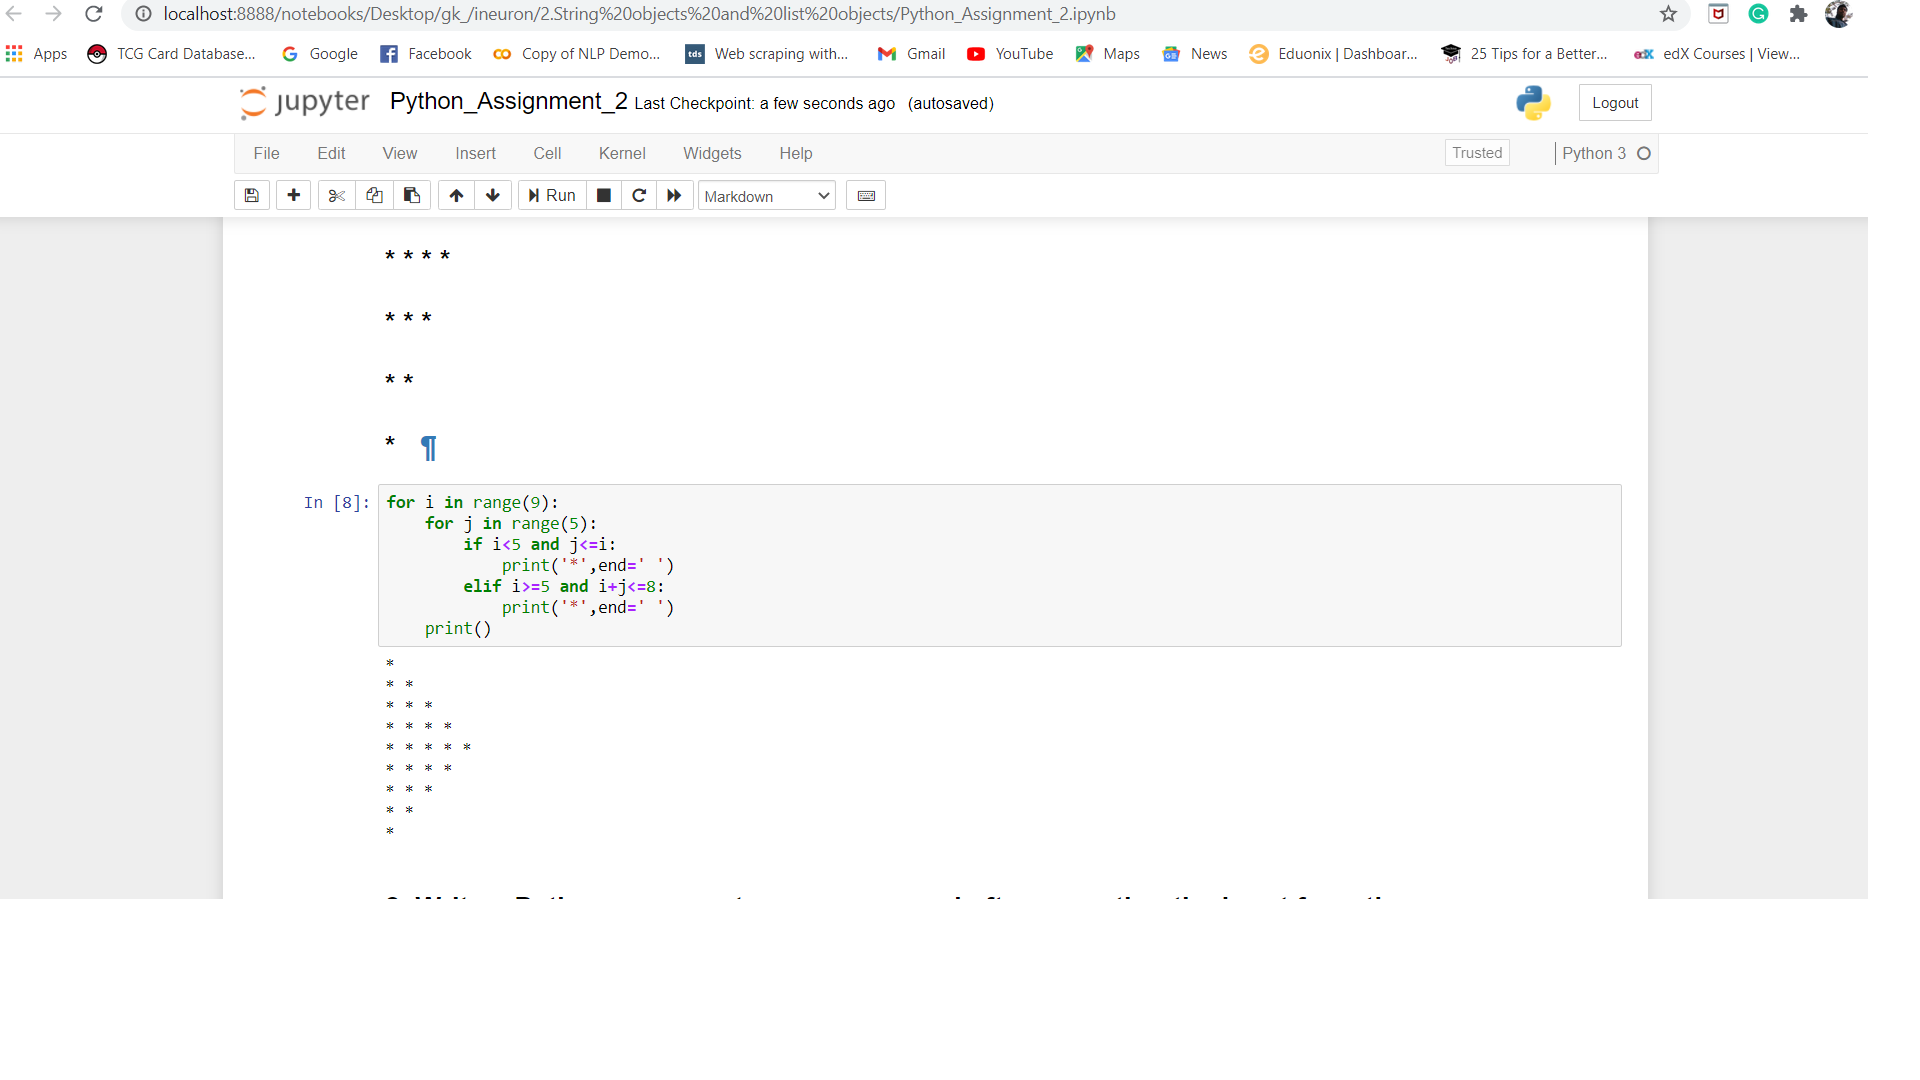 localhost:8888/notebooks/Desktop/gk_/ineuron/2.String%20objects%20and%20list%20objects/Python_Assignment_2.ipynb
Apps TCG Card Database... Google Facebook Copy of NLP Demo... tds Web scraping with... Gmail YouTube Maps News Eduonix | Dashboar... 25 Tips for a Better... edX edX Courses | View...
jupyter Python_Assignment_2 Last Checkpoint: a few seconds ago (autosaved) Logout
File Edit View Insert Cell Kernel Widgets Help Trusted Python 3
Run Markdown
* * * *
* * *
* *
* ¶
In [8]: for i in range(9):
    for j in range(5):
        if i<5 and j<=i:
            print('*',end=' ')
        elif i>=5 and i+j<=8:
            print('*',end=' ')
    print()
*
* *
* * *
* * * *
* * * * *
* * * *
* * *
* *
*